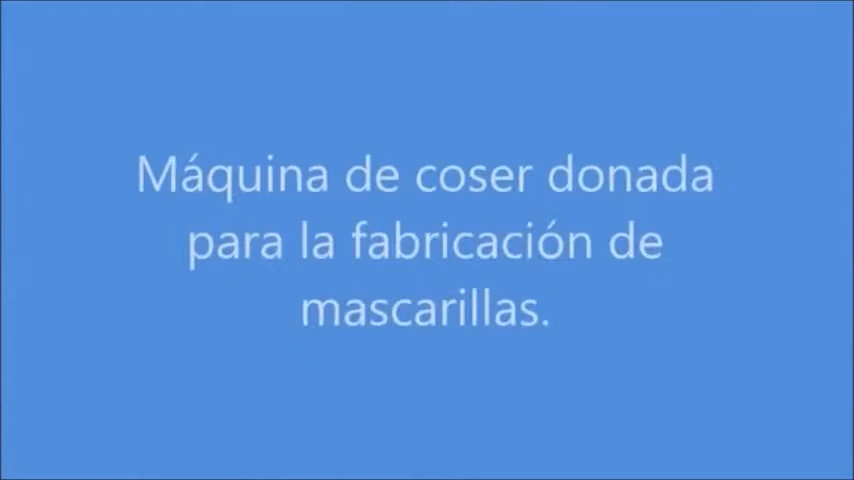 Máquina de coser donada
para la fabricación de
mascarillas.